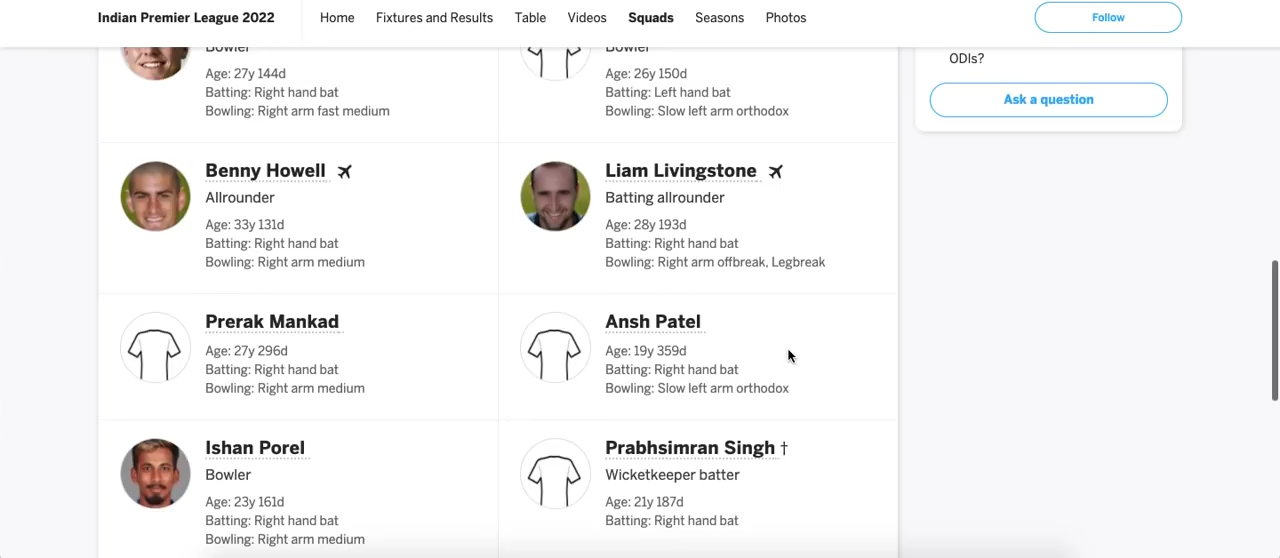 Indian Premier League 2022
Home
Fixtures and Results
Table
Videos
Squads
Seasons
Photos
Follow
Bowler
Age: 27y 144d
Batting: Right hand bat
Bowling: Right arm fast medium
Bowler
Age: 26y 150d
Batting: Left hand bat
Bowling: Slow left arm orthodox
ODIs?
Ask a question
Benny Howell
Allrounder
Age: 33y 131d
Batting: Right hand bat
Bowling: Right arm medium
Liam Livingstone
Batting allrounder
Age: 28y 193d
Batting: Right hand bat
Bowling: Right arm offbreak, Legbreak
Prerak Mankad
Age: 27y 296d
Batting: Right hand bat
Bowling: Right arm medium
Ansh Patel
Age: 19y 359d
Batting: Right hand bat
Bowling: Slow left arm orthodox
Ishan Porel
Bowler
Age: 23y 161d
Batting: Right hand bat
Bowling: Right arm medium
Prabhsimran Singh †
Wicketkeeper batter
Age: 21y 187d
Batting: Right hand bat